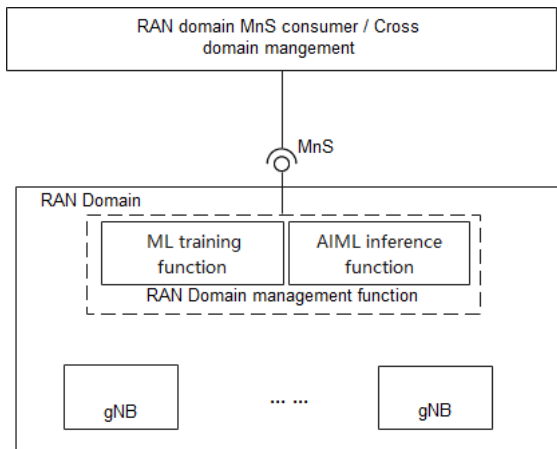 RAN domain MnS consumer / Cross
domain mangement
MnS
RAN Domain
ML training
function
AIML inference
function
RAN Domain management function
gNB
... ...
gNB